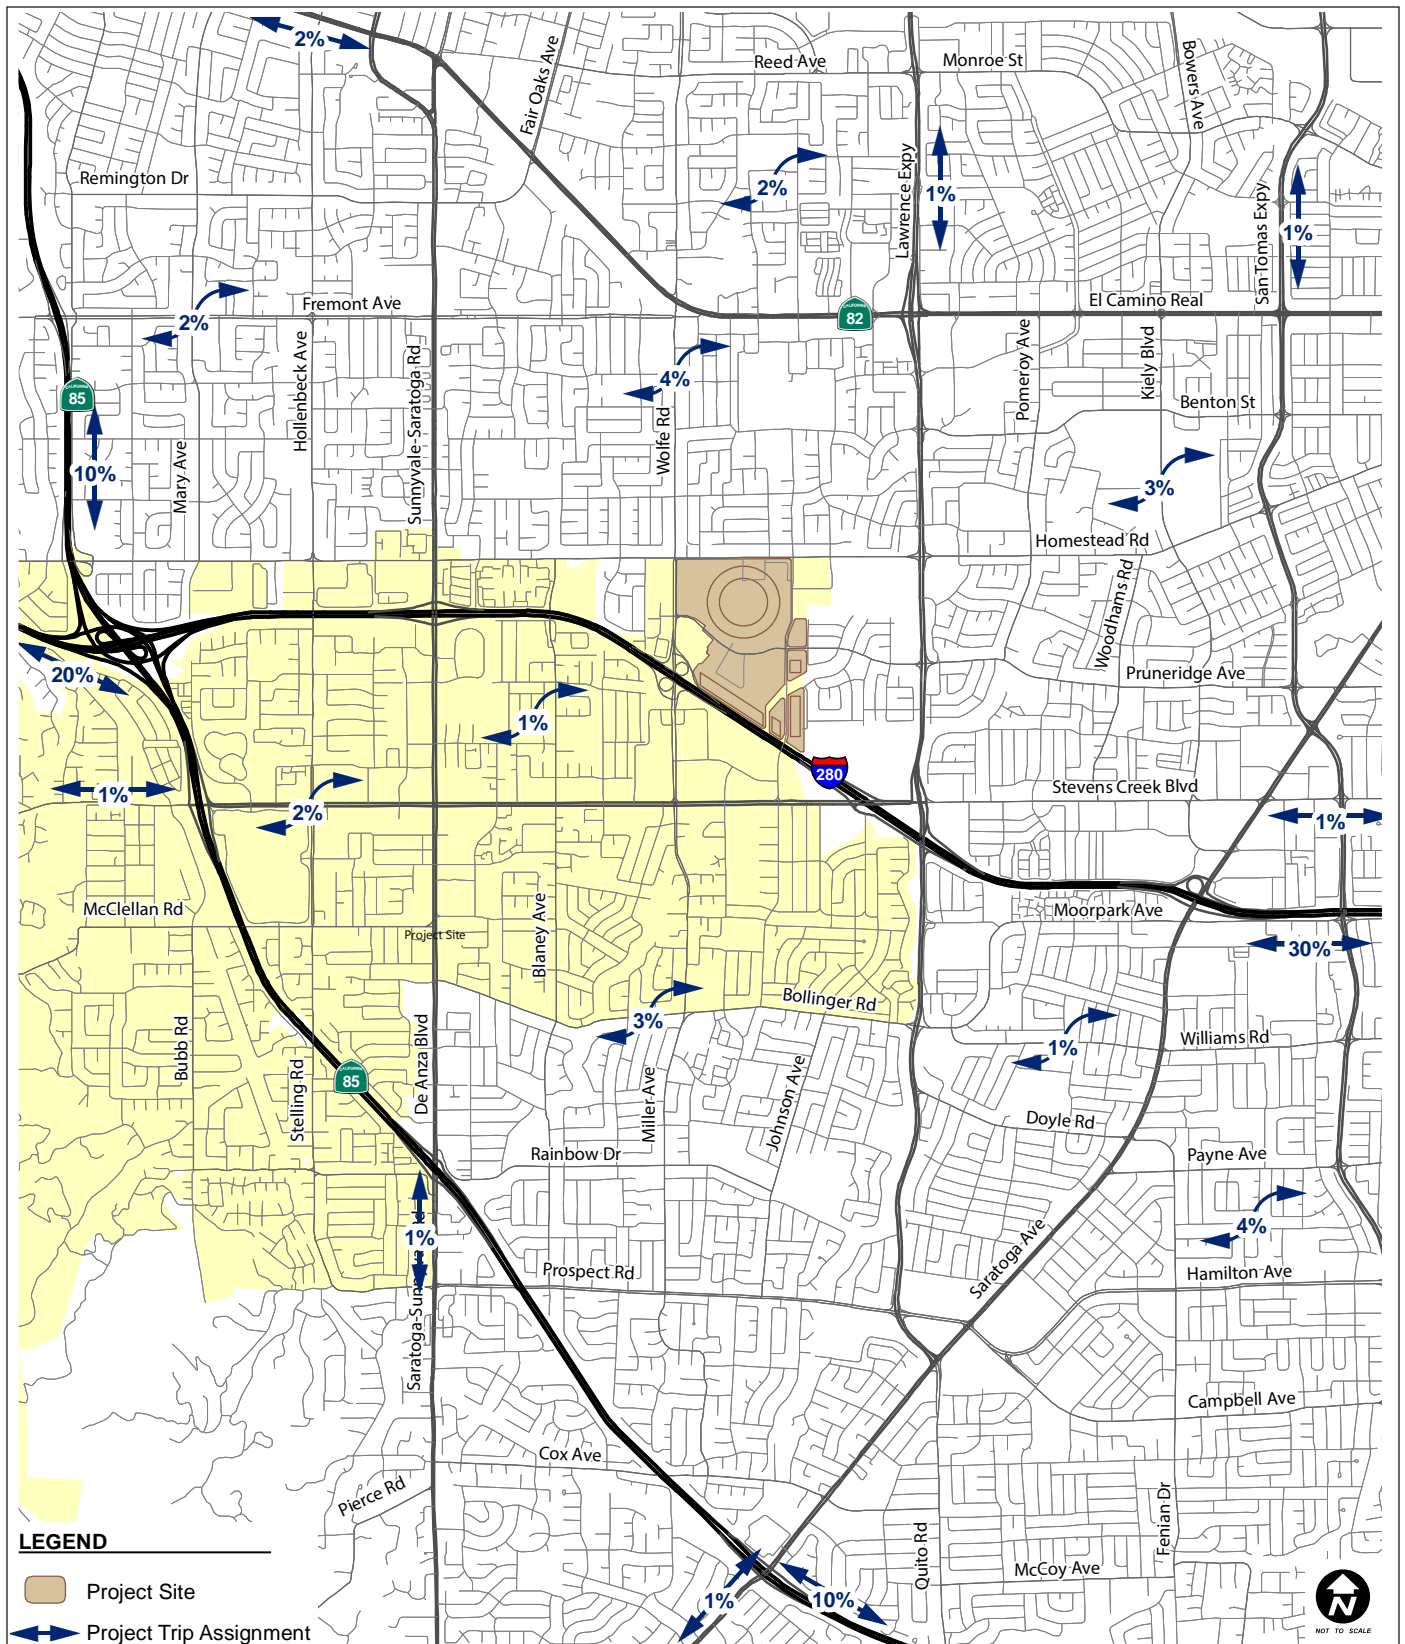 2%
Fair Oaks Ave
Reed Ave
Monroe St
Bowers Ave
Remington Dr
2%
Lawrence Expy
1%
San Tomas Expy
1%
2%
Fremont Ave
El Camino Real
CALIFORNIA
82
Hollenbeck Ave
Sunnyvale-Saratoga Rd
Pomeroy Ave
Kiely Blvd
CALIFORNIA
85
4%
Benton St
Mary Ave
Wolfe Rd
10%
3%
Homestead Rd
Woodhams Rd
20%
Pruneridge Ave
1%
280
Stevens Creek Blvd
1%
2%
1%
McClellan Rd
Project Site
Blaney Ave
Moorpark Ave
30%
Bollinger Rd
3%
1%
Williams Rd
Bubb Rd
Stelling Rd
CALIFORNIA
85
De Anza Blvd
Miller Ave
Johnson Ave
Doyle Rd
Rainbow Dr
Payne Ave
1%
4%
Saratoga Ave
Prospect Rd
Hamilton Ave
Campbell Ave
Cox Ave
Pierce Rd
Quito Rd
Fenian Dr
McCoy Ave
1%
10%
LEGEND
Project Site
Project Trip Assignment
N
NOT TO SCALE